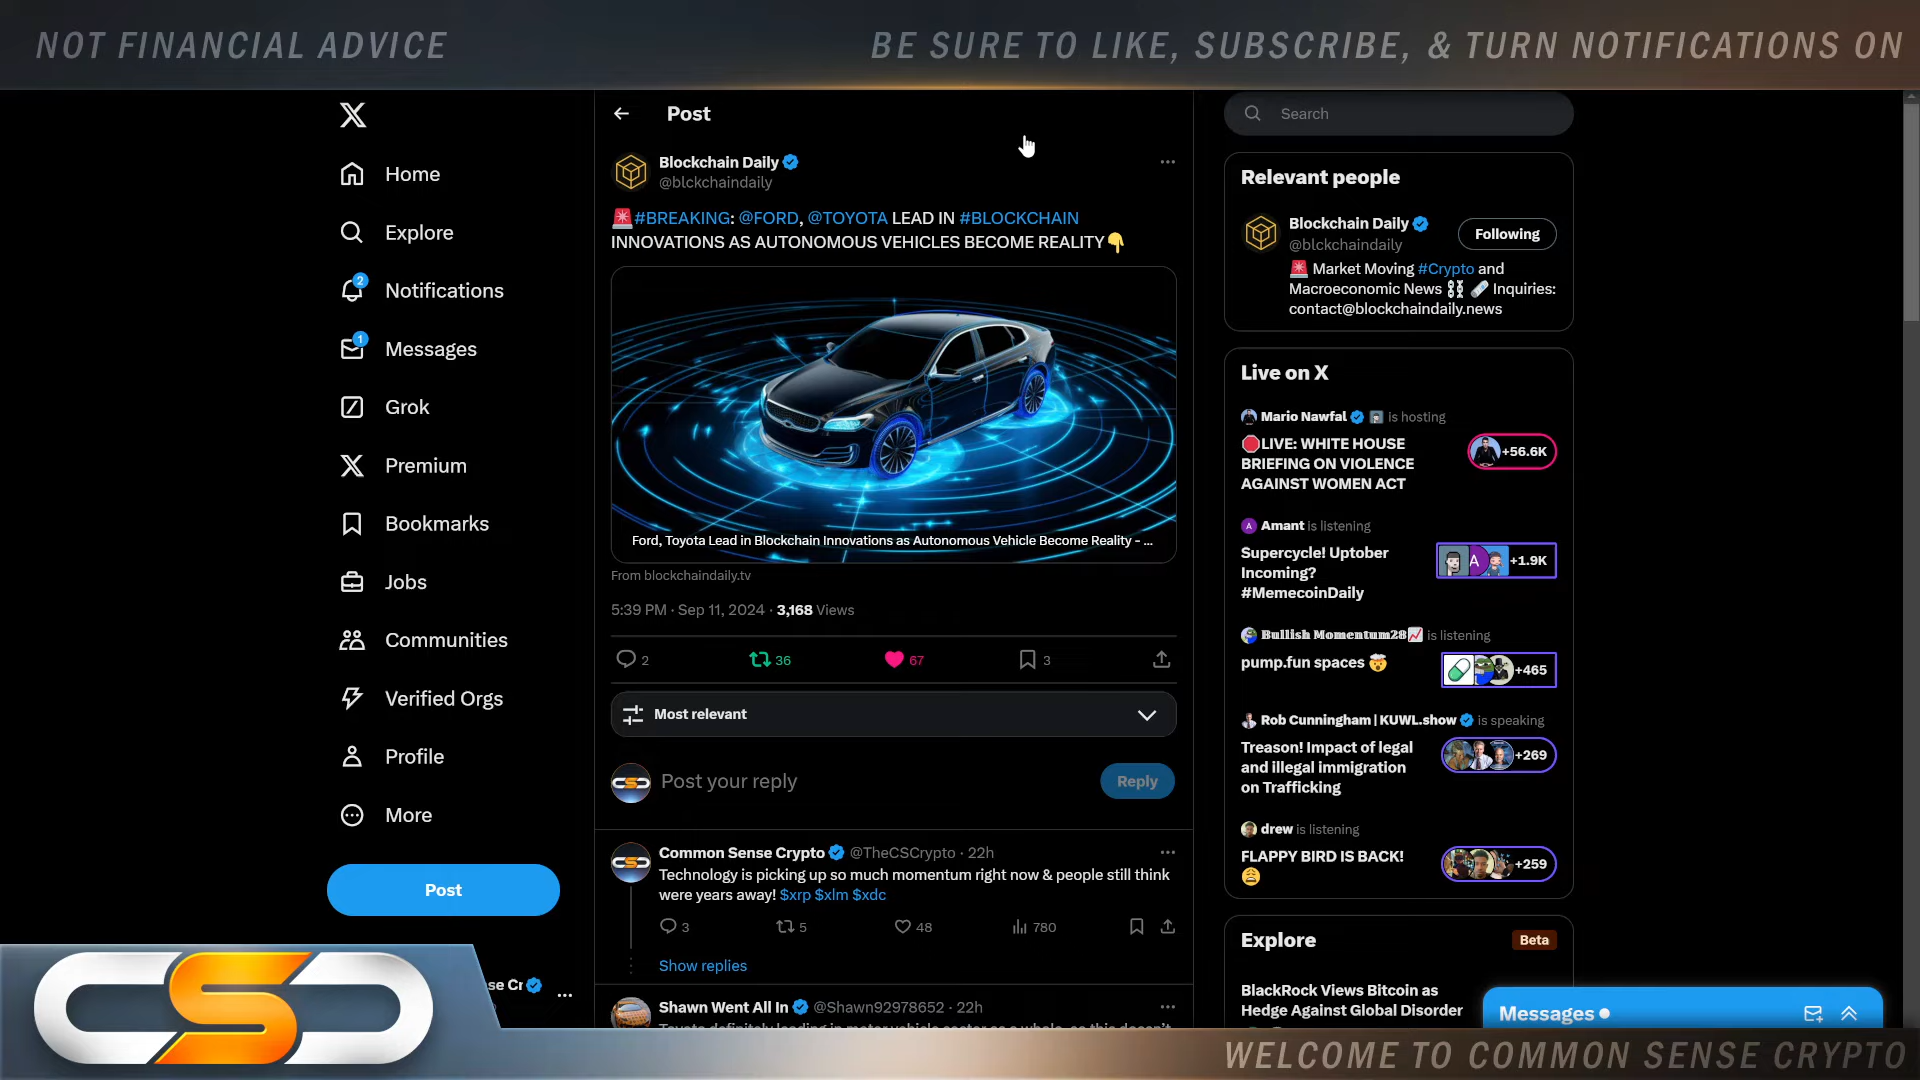 NOT FINANCIAL ADVICE
BE SURE TO LIKE, SUBSCRIBE, & TURN NOTIFICATIONS ON
Home
Explore
2
Notifications
1
Messages
Grok
Premium
Bookmarks
Jobs
Communities
Verified Orgs
Profile
More
Post
se Cr
Post
Blockchain Daily
@blckchaindaily
🚨#BREAKING: @FORD, @TOYOTA LEAD IN #BLOCKCHAIN
INNOVATIONS AS AUTONOMOUS VEHICLES BECOME REALITY👇
Ford, Toyota Lead in Blockchain Innovations as Autonomous Vehicle Become Reality - ...
From blockchaindaily.tv
5:39 PM · Sep 11, 2024 · 3,168 Views
2 36 67 3
Most relevant
Post your reply
Reply
Common Sense Crypto @TheCSCrypto · 22h
Technology is picking up so much momentum right now & people still think
were years away! $xrp $xlm $xdc
3 5 48 780
Show replies
Shawn Went All In @Shawn92978652 · 22h
Search
Relevant people
Blockchain Daily
@blckchaindaily
Following
🚨 Market Moving #Crypto and
Macroeconomic News ⛓️ 🗞️ Inquiries:
contact@blockchaindaily.news
Live on X
Mario Nawfal is hosting
🛑LIVE: WHITE HOUSE
BRIEFING ON VIOLENCE
AGAINST WOMEN ACT
+56.6K
A Amant is listening
Supercycle! Uptober
Incoming?
#MemecoinDaily
A
+1.9K
Bullish Momentum28📈 is listening
pump.fun spaces 🤯
+465
Rob Cunningham | KUWL.show is speaking
Treason! Impact of legal
and illegal immigration
on Trafficking
+269
drew is listening
FLAPPY BIRD IS BACK!
😩
+259
Explore
Beta
BlackRock Views Bitcoin as
Hedge Against Global Disorder
Messages
CSC
WELCOME TO COMMON SENSE CRYPTO